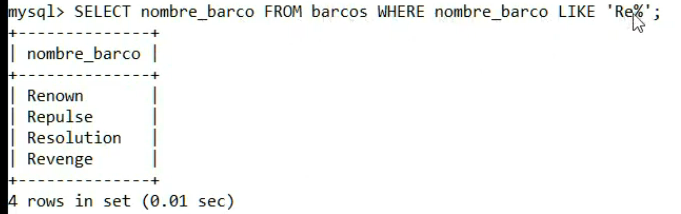 mysql> SELECT nombre_barco FROM barcos WHERE nombre_barco LIKE 'Re%';
+--------------+
| nombre_barco |
+--------------+
| Renown       |
| Repulse      |
| Resolution   |
| Revenge      |
+--------------+
4 rows in set (0.01 sec)